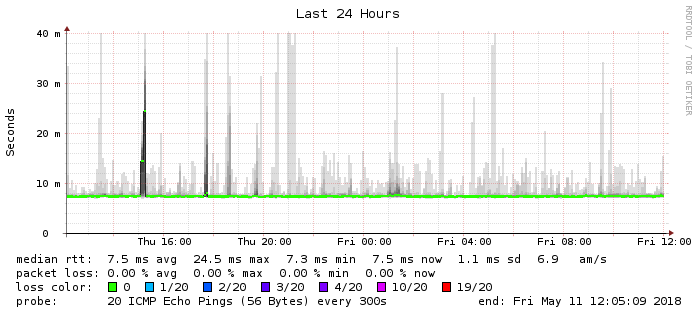 Last 24 Hours
RRDTOOL / TOBI OETIKER
Seconds
40 m
30 m
20 m
10 m
0
Thu 16:00 Thu 20:00 Fri 00:00 Fri 04:00 Fri 08:00 Fri 12:00
median rtt: 7.5 ms avg 24.5 ms max 7.3 ms min 7.5 ms now 1.1 ms sd 6.9 am/s
packet loss: 0.00 % avg 0.00 % max 0.00 % min 0.00 % now
loss color: 0 1/20 2/20 3/20 4/20 10/20 19/20
probe: 20 ICMP Echo Pings (56 Bytes) every 300s end: Fri May 11 12:05:09 2018